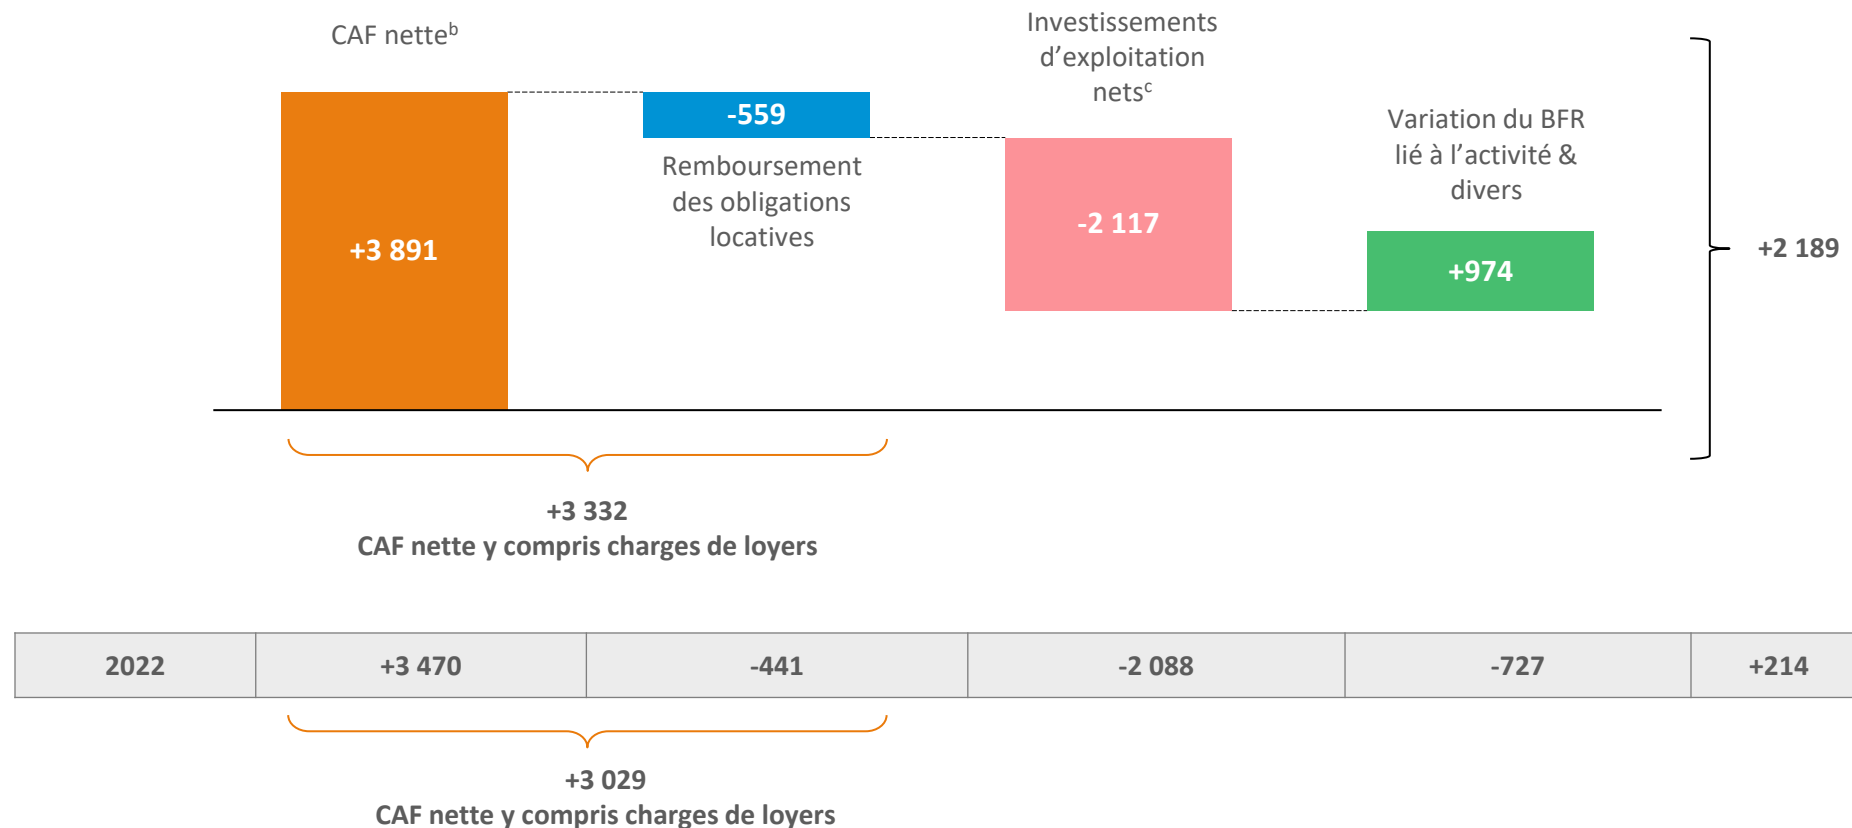 CAF netteᵇ
Investissements
d’exploitation
netsᶜ
-559
Variation du BFR
lié à l’activité &
divers
Remboursement
des obligations
locatives
+3 891
-2 117
+974
+2 189
+3 332
CAF nette y compris charges de loyers
2022 +3 470 -441 -2 088 -727 +214
+3 029
CAF nette y compris charges de loyers